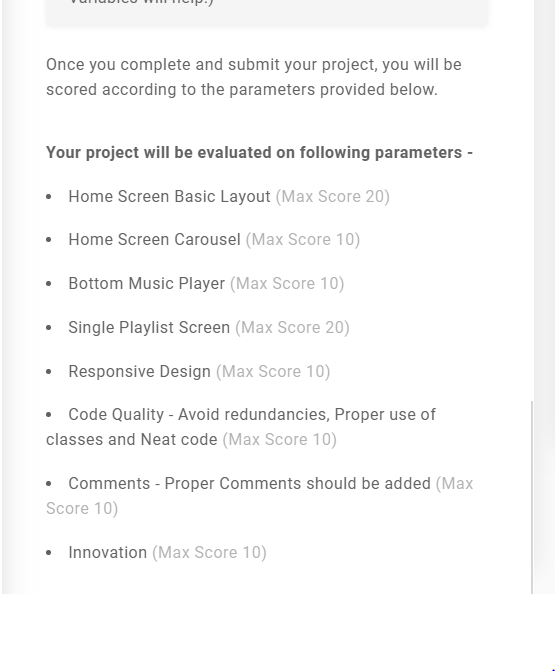 variables will help.)
Once you complete and submit your project, you will be
scored according to the parameters provided below.
Your project will be evaluated on following parameters -
• Home Screen Basic Layout (Max Score 20)
• Home Screen Carousel (Max Score 10)
• Bottom Music Player (Max Score 10)
• Single Playlist Screen (Max Score 20)
• Responsive Design (Max Score 10)
• Code Quality - Avoid redundancies, Proper use of
classes and Neat code (Max Score 10)
• Comments - Proper Comments should be added (Max
Score 10)
• Innovation (Max Score 10)